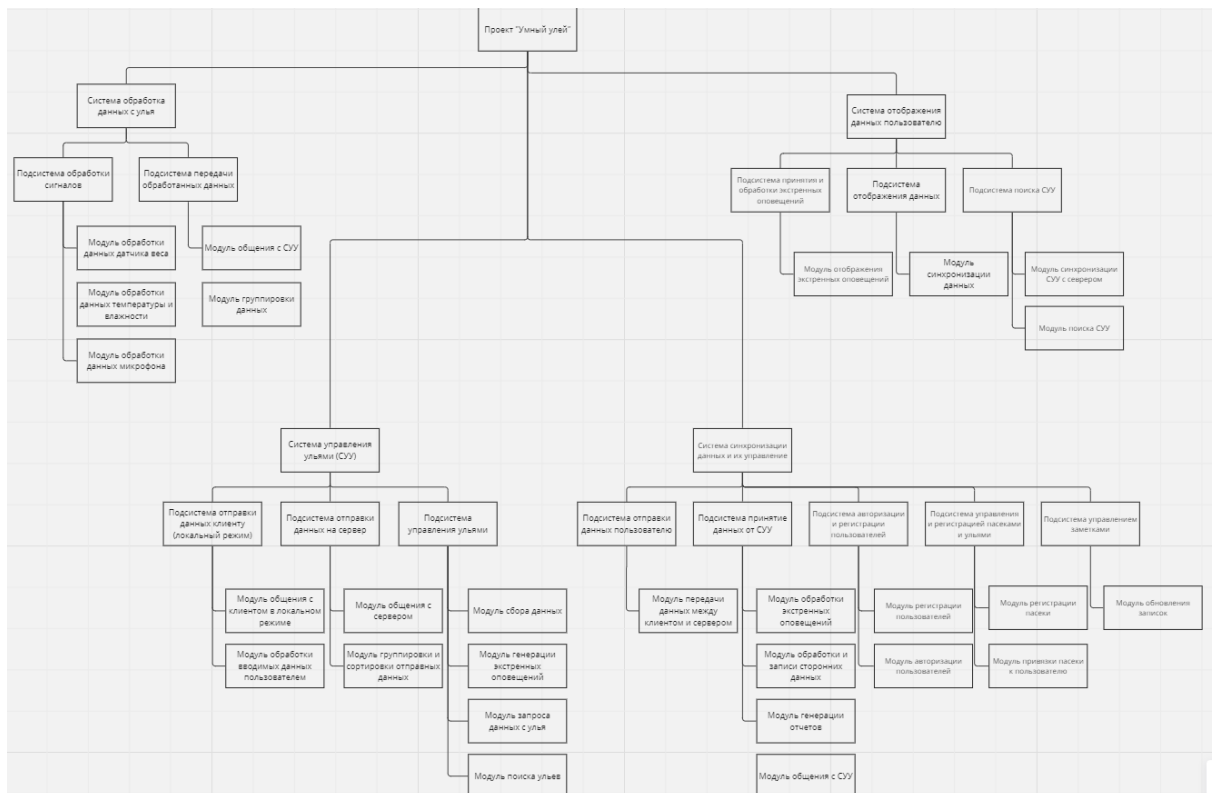 Проект "Умный улей"
Система обработка
данных с улья
Система отображения
данных пользователю
Подсистема обработки
сигналов
Подсистема передачи
обработанных данных
Подсистема принятия и
обработки экстренных
оповещений
Подсистема
отображения данных
Подсистема поиска СУУ
Модуль обработки
данных датчика веса
Модуль общения с СУУ
Модуль отображения
экстренных оповещений
Модуль
синхронизации
данных
Модуль синхронизации
СУУ с севрером
Модуль обработки
данных температуры и
влажности
Модуль группировки
данных
Модуль поиска СУУ
Модуль обработки
данных микрофона
Система управления
ульями (СУУ)
Система синхронизации
данных и их управление
Подсистема отправки
данных клиенту
(локальный режим)
Подсистема отправки
данных на сервер
Подсистема
управления ульями
Подсистема отправки
данных пользователю
Подсистема принятие
данных от СУУ
Подсистема авторизации
и регистрации
пользователей
Подсистема управления
и регистрацией пасеками
и ульями
Подсистема управлением
заметками
Модуль общения с
клиентом в локальном
режиме
Модуль общения с
сервером
Модуль сбора данных
Модуль передачи
данных между
клиентом и сервером
Модуль обработки
экстренных
оповещений
Модуль регистрации
пользователей
Модуль регистрации
пасеки
Модуль обновления
записок
Модуль обработки
вводимых данных
пользователем
Модуль группировки и
сортировки отправных
данных
Модуль генерации
экстренных
оповещений
Модуль обработки и
записи сторонних
данных
Модуль авторизации
пользователей
Модуль привязки пасеки
к пользователю
Модуль запроса
данных с улья
Модуль генерации
отчетов
Модуль поиска ульев
Модуль общения с СУУ